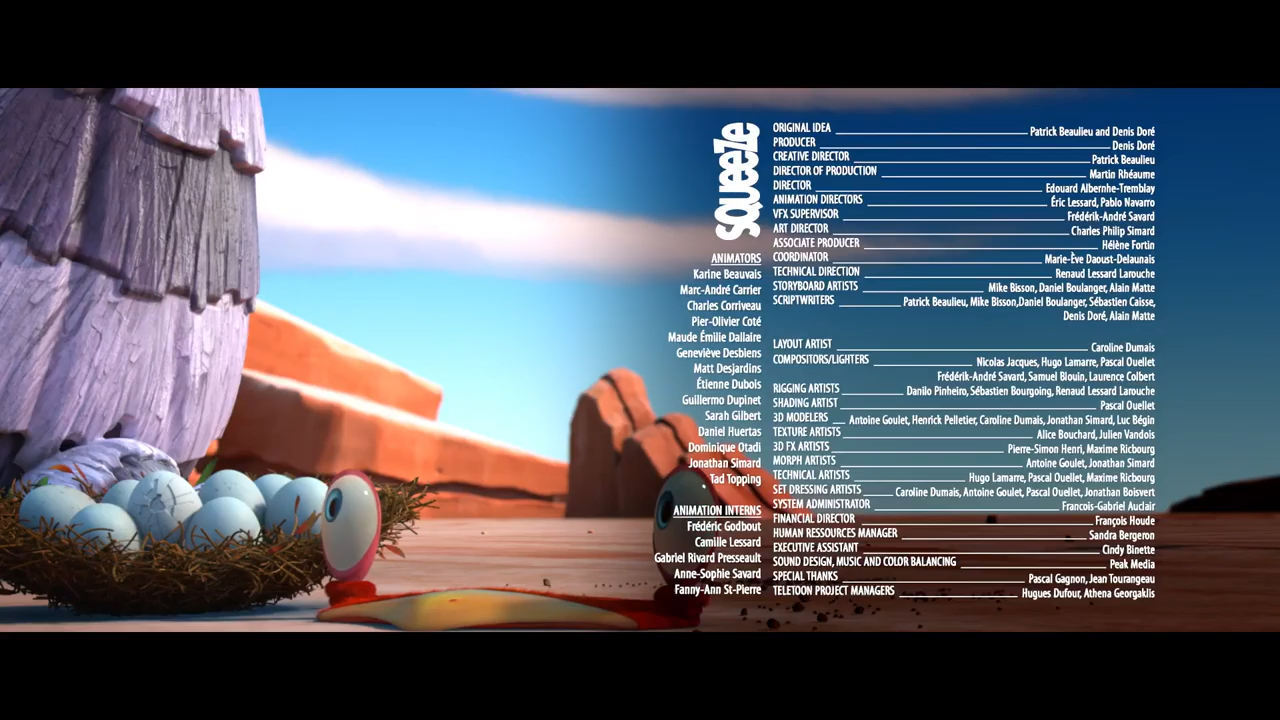 squeeze
ANIMATORS
Karine Beauvais
Marc-André Carrier
Charles Corriveau
Pier-Olivier Coté
Maude Émilie Dallaire
Geneviève Desbiens
Matt Desjardins
Étienne Dubois
Guillermo Dupinet
Sarah Gilbert
Daniel Huertas
Dominique Otadi
Jonathan Simard
Tad Topping
ANIMATION INTERNS
Frédéric Godbout
Camille Lessard
Gabriel Rivard Presseault
Anne-Sophie Savard
Fanny-Ann St-Pierre
ORIGINAL IDEA Patrick Beaulieu and Denis Doré
PRODUCER Denis Doré
CREATIVE DIRECTOR Patrick Beaulieu
DIRECTOR OF PRODUCTION Martin Rhéaume
DIRECTOR Edouard Albernhe-Tremblay
ANIMATION DIRECTORS Éric Lessard, Pablo Navarro
VFX SUPERVISOR Frédérik-André Savard
ART DIRECTOR Charles Philip Simard
ASSOCIATE PRODUCER Hélène Fortin
COORDINATOR Marie-Ève Daoust-Delaunais
TECHNICAL DIRECTION Renaud Lessard Larouche
STORYBOARD ARTISTS Mike Bisson, Daniel Boulanger, Alain Matte
SCRIPTWRITERS Patrick Beaulieu, Mike Bisson,Daniel Boulanger, Sébastien Caisse,
Denis Doré, Alain Matte
LAYOUT ARTIST Caroline Dumais
COMPOSITORS/LIGHTERS Nicolas Jacques, Hugo Lamarre, Pascal Ouellet
Frédérik-André Savard, Samuel Blouin, Laurence Colbert
RIGGING ARTISTS Danilo Pinheiro, Sébastien Bourgoing, Renaud Lessard Larouche
SHADING ARTIST Pascal Ouellet
3D MODELERS Antoine Goulet, Henrick Pelletier, Caroline Dumais, Jonathan Simard, Luc Bégin
TEXTURE ARTISTS Alice Bouchard, Julien Vandois
3D FX ARTISTS Pierre-Simon Henri, Maxime Ricbourg
MORPH ARTISTS Antoine Goulet, Jonathan Simard
TECHNICAL ARTISTS Hugo Lamarre, Pascal Ouellet, Maxime Ricbourg
SET DRESSING ARTISTS Caroline Dumais, Antoine Goulet, Pascal Ouellet, Jonathan Boisvert
SYSTEM ADMINISTRATOR Francois-Gabriel Auclair
FINANCIAL DIRECTOR François Houde
HUMAN RESSOURCES MANAGER Sandra Bergeron
EXECUTIVE ASSISTANT Cindy Binette
SOUND DESIGN, MUSIC AND COLOR BALANCING Peak Media
SPECIAL THANKS Pascal Gagnon, Jean Tourangeau
TELETOON PROJECT MANAGERS Hugues Dufour, Athena Georgaklis